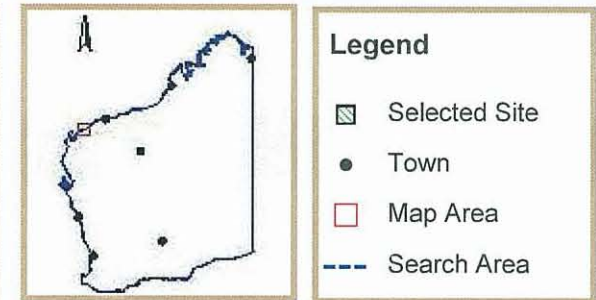 Legend
Selected Site
Town
Map Area
Search Area